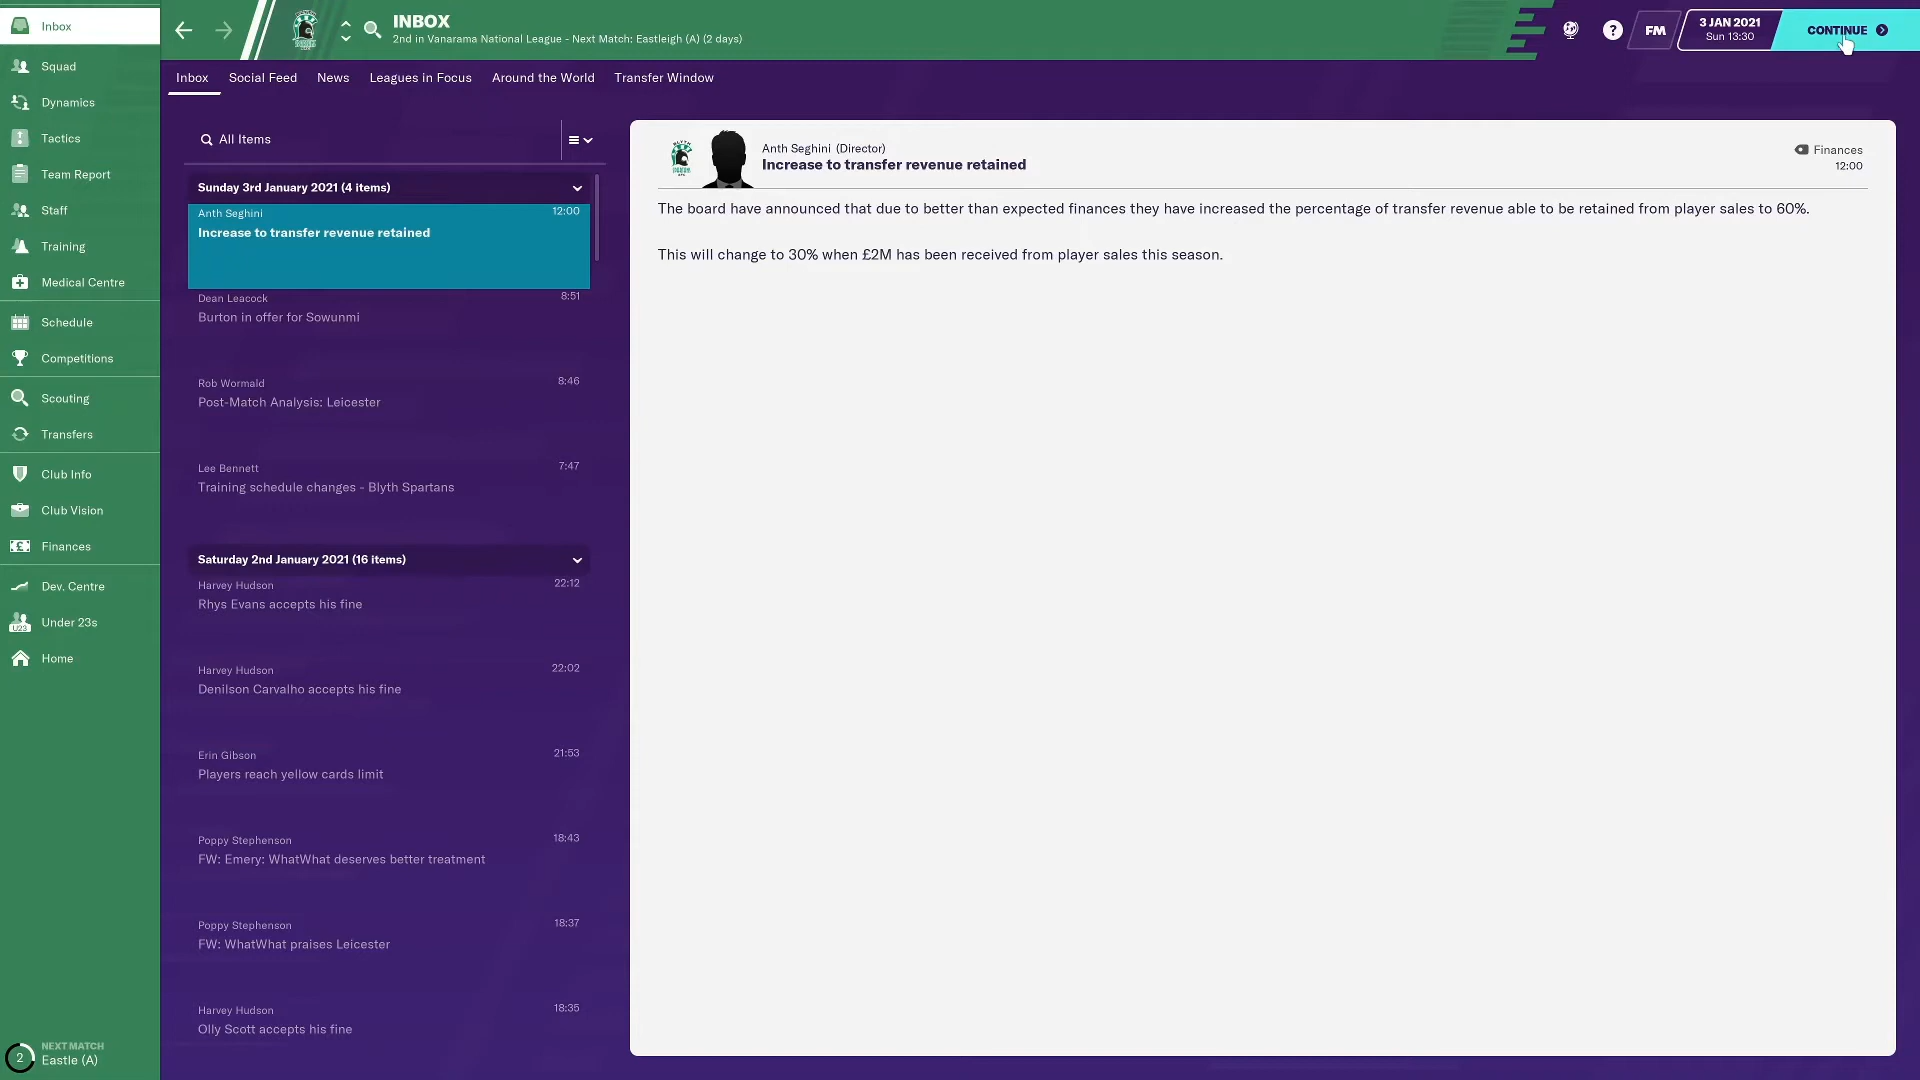 Inbox
Squad
Dynamics
Tactics
Team Report
Staff
Training
Medical Centre
Schedule
Competitions
Scouting
Transfers
Club Info
Club Vision
Finances
Dev. Centre
U23
Under 23s
Home
2
NEXT MATCH
Eastle (A)
INBOX
2nd in Vanarama National League - Next Match: Eastleigh (A) (2 days)
?
FM
3 JAN 2021
Sun 13:30
CONTINUE
Inbox Social Feed News Leagues in Focus Around the World Transfer Window
All Items
Sunday 3rd January 2021 (4 items)
Anth Seghini 12:00
Increase to transfer revenue retained
Dean Leacock 8:51
Burton in offer for Sowunmi
Rob Wormald 8:46
Post-Match Analysis: Leicester
Lee Bennett 7:47
Training schedule changes - Blyth Spartans
Saturday 2nd January 2021 (16 items)
Harvey Hudson 22:12
Rhys Evans accepts his fine
Harvey Hudson 22:02
Denilson Carvalho accepts his fine
Erin Gibson 21:53
Players reach yellow cards limit
Poppy Stephenson 18:43
FW: Emery: WhatWhat deserves better treatment
Poppy Stephenson 18:37
FW: WhatWhat praises Leicester
Harvey Hudson 18:35
Olly Scott accepts his fine
Anth Seghini (Director)
Increase to transfer revenue retained
Finances
12:00
The board have announced that due to better than expected finances they have increased the percentage of transfer revenue able to be retained from player sales to 60%.
This will change to 30% when £2M has been received from player sales this season.